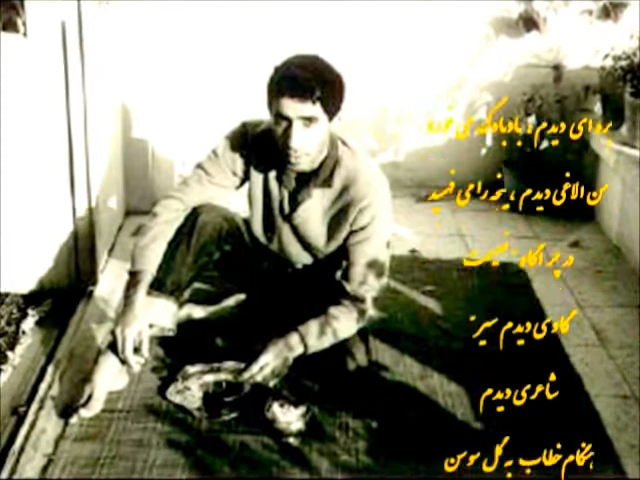 بره ای دیدم ، بادبادک می خورد
من الاغی دیدم ، ینجه را می فهمید
در چراگاه نصیحت
گاوی دیدم سیر
شاعری دیدم
هنگام خطاب به گل سوسن